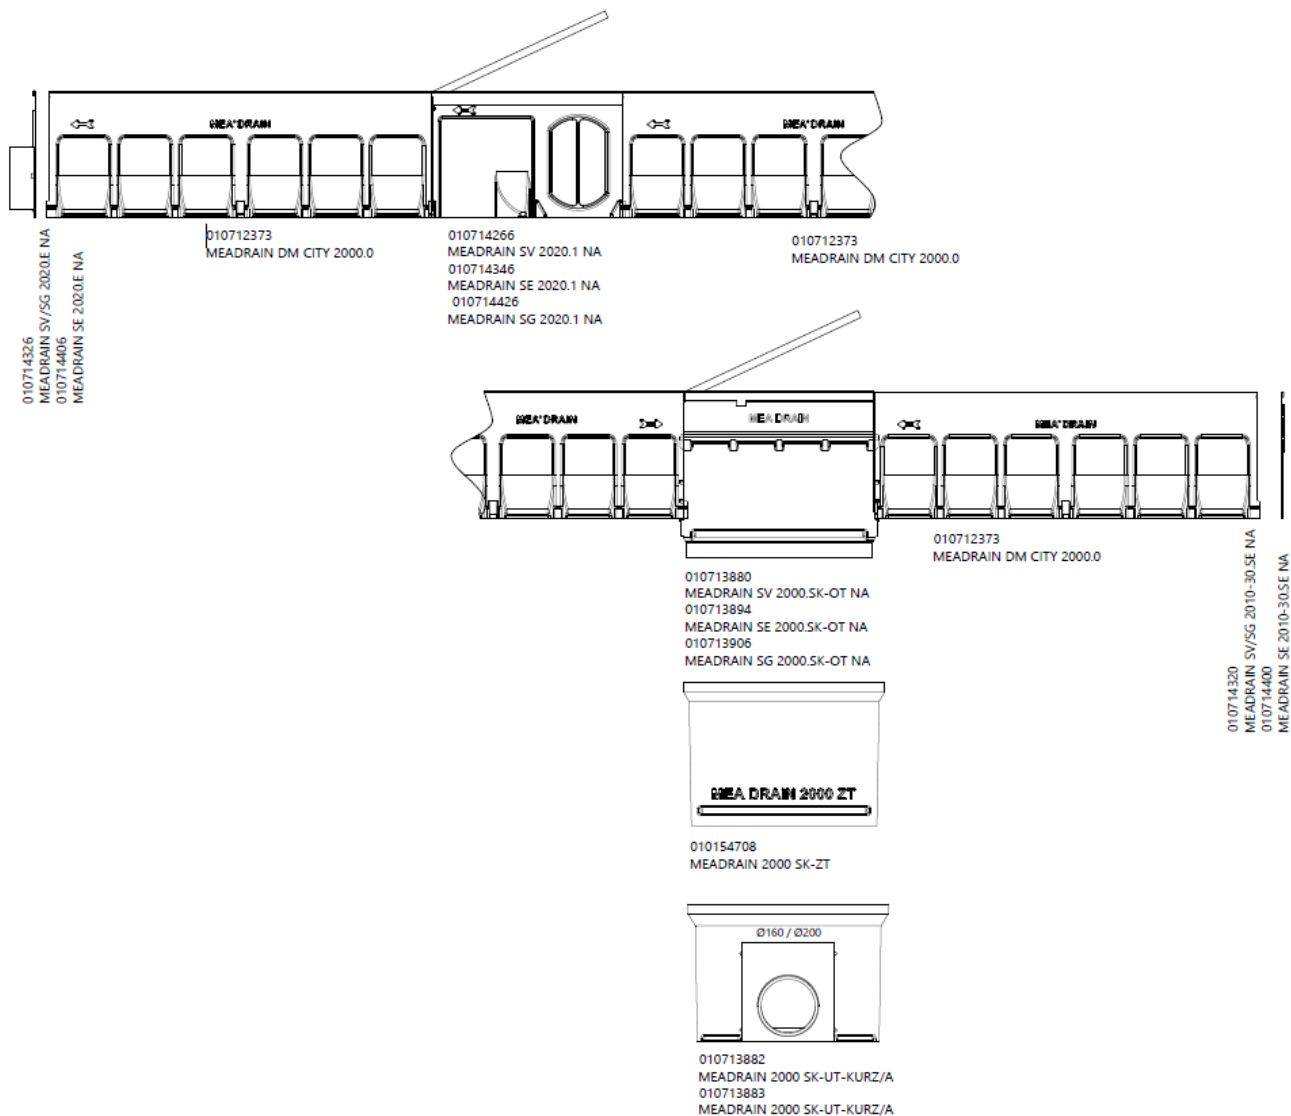 MEA DRAIN
MEA DRAIN
010712373
MEADRAIN DM CITY 2000.0
010714266
MEADRAIN SV 2020.1 NA
010714346
MEADRAIN SE 2020.1 NA
010714426
MEADRAIN SG 2020.1 NA
010712373
MEADRAIN DM CITY 2000.0
010714326
MEADRAIN SV/SG 2020.E NA
010714406
MEADRAIN SE 2020.E NA
MEA DRAIN
MEA DRAIN
MEA DRAIN
010712373
MEADRAIN DM CITY 2000.0
010713880
MEADRAIN SV 2000.SK-OT NA
010713894
MEADRAIN SE 2000.SK-OT NA
010713906
MEADRAIN SG 2000.SK-OT NA
010714320
MEADRAIN SV/SG 2010-30.SE NA
010714400
MEADRAIN SE 2010-30.SE NA
MEA DRAIN 2000 ZT
010154708
MEADRAIN 2000 SK-ZT
Ø160 / Ø200
010713882
MEADRAIN 2000 SK-UT-KURZ/A
010713883
MEADRAIN 2000 SK-UT-KURZ/A